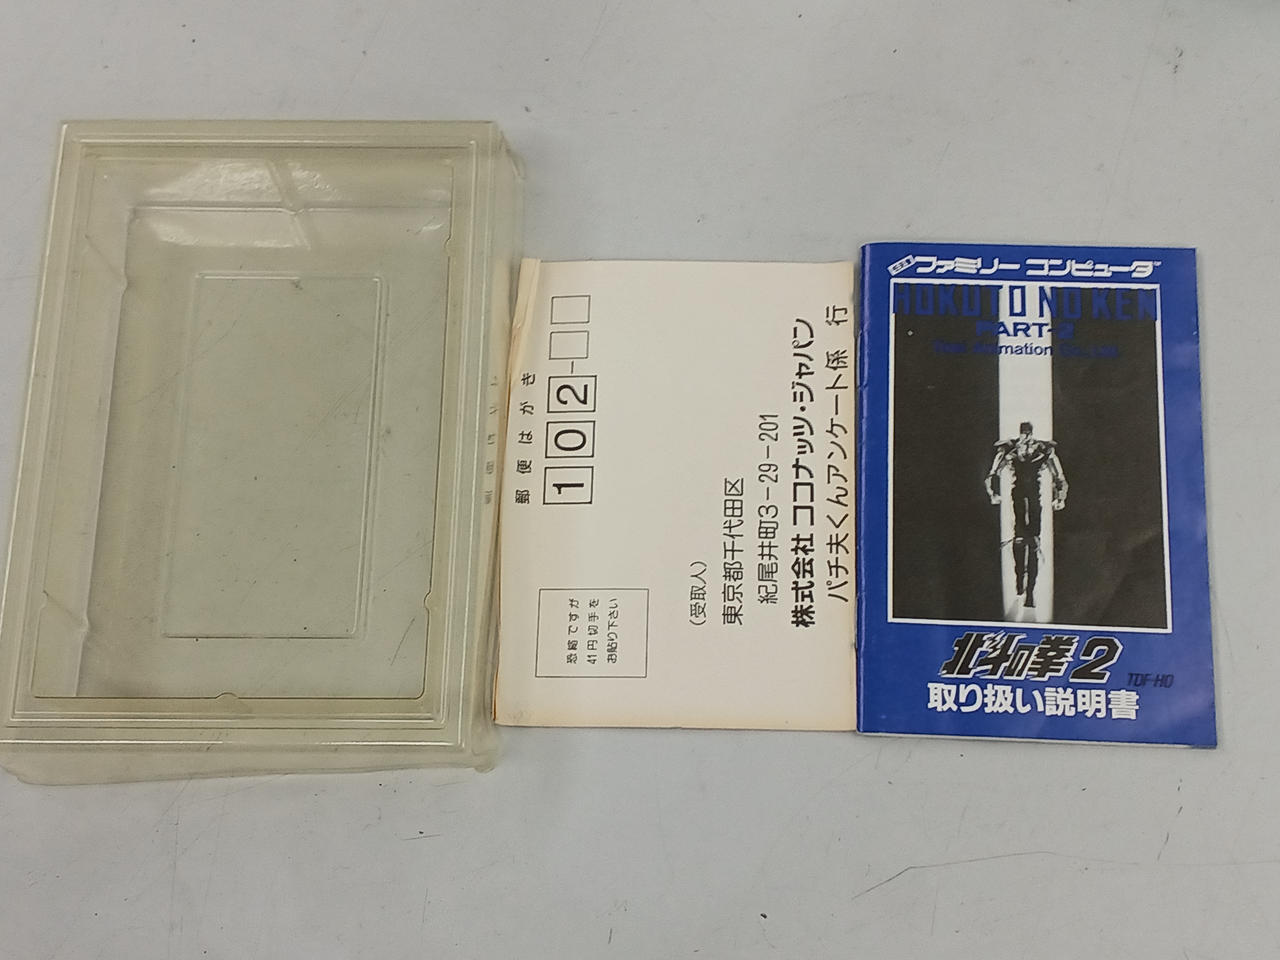 郵便はがき
102-
恐縮ですが
41円切手を
お貼り下さい
(受取人)
東京都千代田区
紀尾井町3-29-201
株式会社 ココナッツ・ジャパン
パチ夫くんアンケート係 行
ファミリーコンピュータ
HOKUTO NO KEN
PART-2
Toei Animation Co., Ltd.
北斗の拳2
TDF-HO
取り扱い説明書